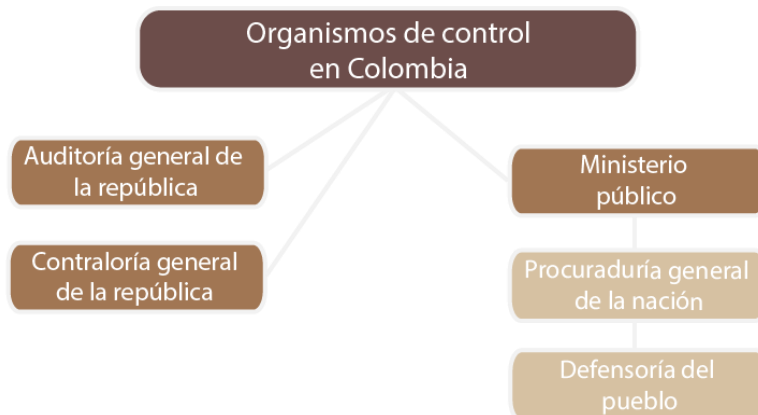 Organismos de control
en Colombia
Auditoría general de
la república
Contraloría general
de la república
Ministerio
público
Procuraduría general
de la nación
Defensoría del
pueblo